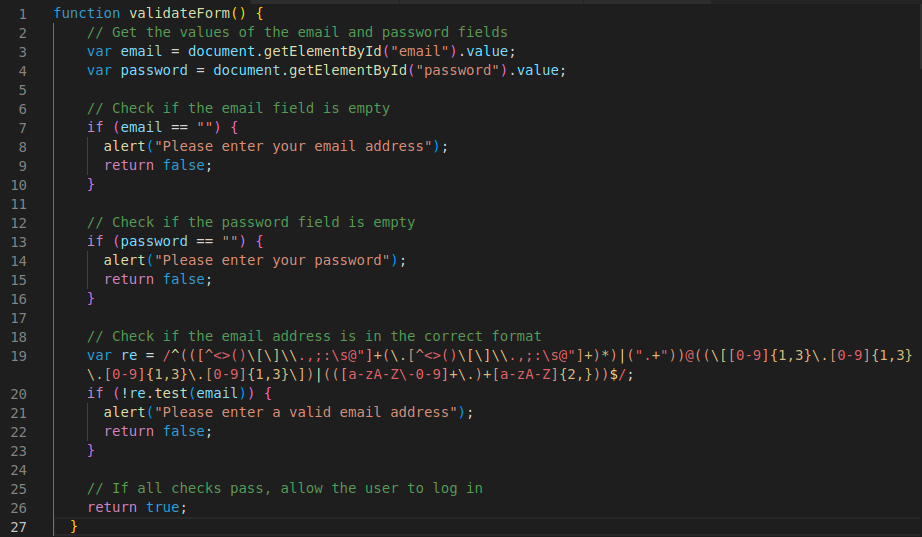 1 function validateForm() {
2 // Get the values of the email and password fields
3 var email = document.getElementById("email").value;
4 var password = document.getElementById("password").value;
5
6 // Check if the email field is empty
7 if (email == "") {
8 alert("Please enter your email address");
9 return false;
10 }
11
12 // Check if the password field is empty
13 if (password == "") {
14 alert("Please enter your password");
15 return false;
16 }
17
18 // Check if the email address is in the correct format
19 var re = /^(([^<>()\[\]\\.,;:\s@"]+(\.[^<>()\[\]\\.,;:\s@"]+)*)|(".+"))@((\[[0-9]{1,3}\.[0-9]{1,3}
\.[0-9]{1,3}\.[0-9]{1,3}\])|(([a-zA-Z\-0-9]+\.)+[a-zA-Z]{2,}))$/;
20 if (!re.test(email)) {
21 alert("Please enter a valid email address");
22 return false;
23 }
24
25 // If all checks pass, allow the user to log in
26 return true;
27 }